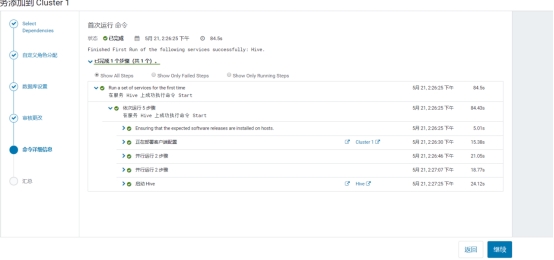 务添加到 Cluster 1
Select Dependencies
自定义角色分配
数据库设置
审核更改
命令详细信息
汇总
首次运行 命令
状态 已完成 5月 21, 2:26:25 下午 84.5s
Finished First Run of the following services successfully: Hive.
已完成 1 个步骤（共 1 个）。
Show All Steps Show Only Failed Steps Show Only Running Steps
Run a set of services for the first time 5月 21, 2:26:25 下午 84.5s
在服务 Hive 上成功执行命令 Start
依次运行 5 步骤 5月 21, 2:26:25 下午 84.43s
在服务 Hive 上成功执行命令 Start
Ensuring that the expected software releases are installed on hosts. 5月 21, 2:26:25 下午 5.01s
正在部署客户端配置 Cluster 1 5月 21, 2:26:30 下午 15.38s
并行运行 2 步骤 5月 21, 2:26:46 下午 21.05s
并行运行 2 步骤 5月 21, 2:27:07 下午 18.77s
启动 Hive Hive 5月 21, 2:27:25 下午 24.12s
返回 继续